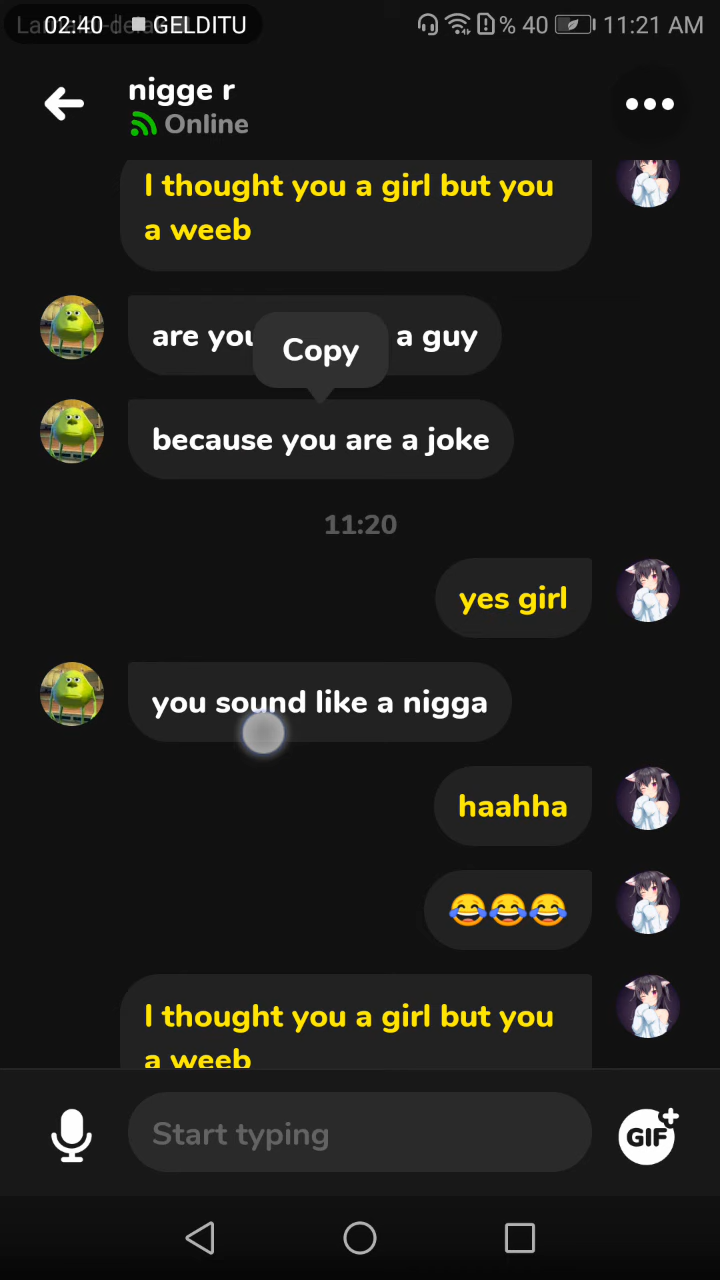 02:40 GELDITU % 40 11:21 AM
nigge r
Online
I thought you a girl but you
a weeb
are you a guy
Copy
because you are a joke
11:20
yes girl
you sound like a nigga
haahha
😂😂😂
I thought you a girl but you
a weeb
Start typing
GIF+